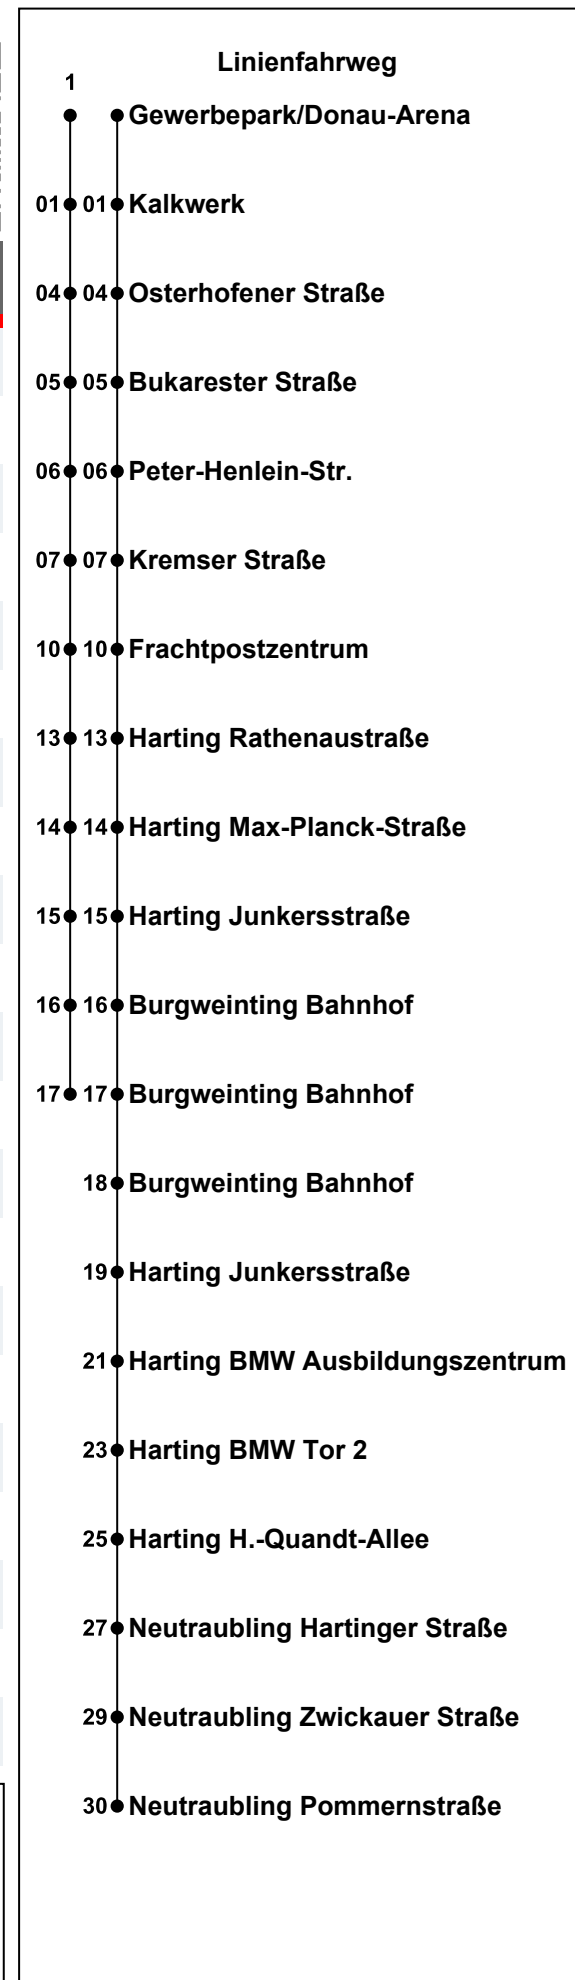 Linienfahrweg
1
Gewerbepark/Donau-Arena
01 01 Kalkwerk
04 04 Osterhofener Straße
05 05 Bukarester Straße
06 06 Peter-Henlein-Str.
07 07 Kremser Straße
10 10 Frachtpostzentrum
13 13 Harting Rathenaustraße
14 14 Harting Max-Planck-Straße
15 15 Harting Junkersstraße
16 16 Burgweinting Bahnhof
17 17 Burgweinting Bahnhof
18 Burgweinting Bahnhof
19 Harting Junkersstraße
21 Harting BMW Ausbildungszentrum
23 Harting BMW Tor 2
25 Harting H.-Quandt-Allee
27 Neutraubling Hartinger Straße
29 Neutraubling Zwickauer Straße
30 Neutraubling Pommernstraße